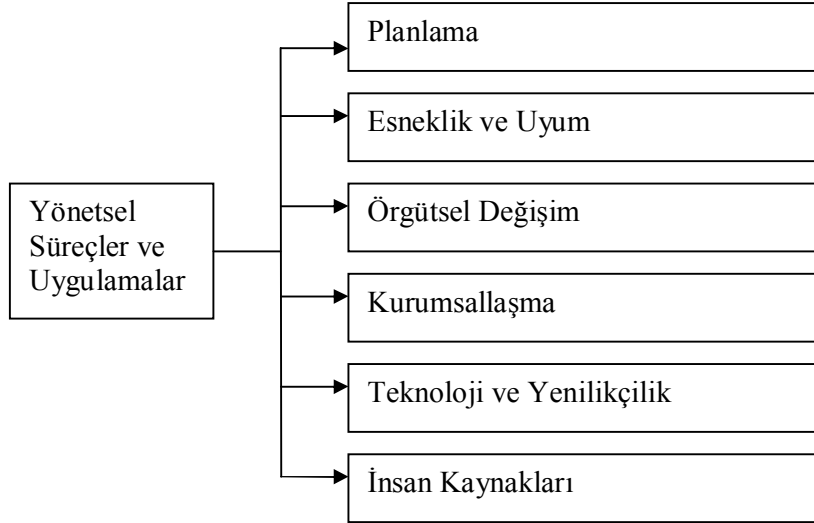 Planlama
Esneklik ve Uyum
Yönetsel
Süreçler ve
Uygulamalar
Örgütsel Değişim
Kurumsallaşma
Teknoloji ve Yenilikçilik
İnsan Kaynakları